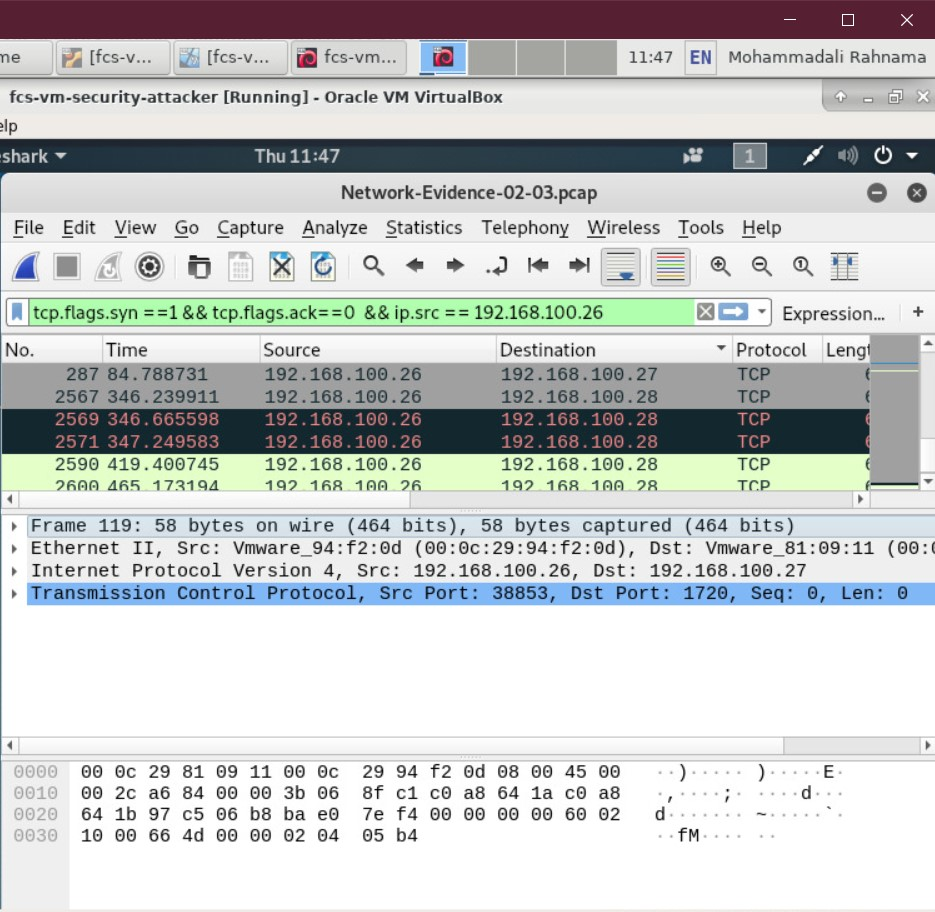 me [fcs-v... [fcs-v... fcs-vm... 11:47 EN Mohammadali Rahnama
fcs-vm-security-attacker [Running] - Oracle VM VirtualBox
elp
shark Thu 11:47 1
Network-Evidence-02-03.pcap
File Edit View Go Capture Analyze Statistics Telephony Wireless Tools Help
tcp.flags.syn ==1 && tcp.flags.ack==0 && ip.src == 192.168.100.26 Expression... +
No. Time Source Destination Protocol Lengt
287 84.788731 192.168.100.26 192.168.100.27 TCP 6
2567 346.239911 192.168.100.26 192.168.100.28 TCP 6
2569 346.665598 192.168.100.26 192.168.100.28 TCP 6
2571 347.249583 192.168.100.26 192.168.100.28 TCP 6
2590 419.400745 192.168.100.26 192.168.100.28 TCP 6
2600 465.173194 192.168.100.26 192.168.100.28 TCP 6
Frame 119: 58 bytes on wire (464 bits), 58 bytes captured (464 bits)
Ethernet II, Src: Vmware_94:f2:0d (00:0c:29:94:f2:0d), Dst: Vmware_81:09:11 (00:0
Internet Protocol Version 4, Src: 192.168.100.26, Dst: 192.168.100.27
Transmission Control Protocol, Src Port: 38853, Dst Port: 1720, Seq: 0, Len: 0
0000 00 0c 29 81 09 11 00 0c 29 94 f2 0d 08 00 45 00 ··)····· )·····E·
0010 00 2c a6 84 00 00 3b 06 8f c1 c0 a8 64 1a c0 a8 ·,····;· ····d···
0020 64 1b 97 c5 06 b8 ba e0 7e f4 00 00 00 00 60 02 d······· ~·····`·
0030 10 00 66 4d 00 00 02 04 05 b4 ··fM···· ··